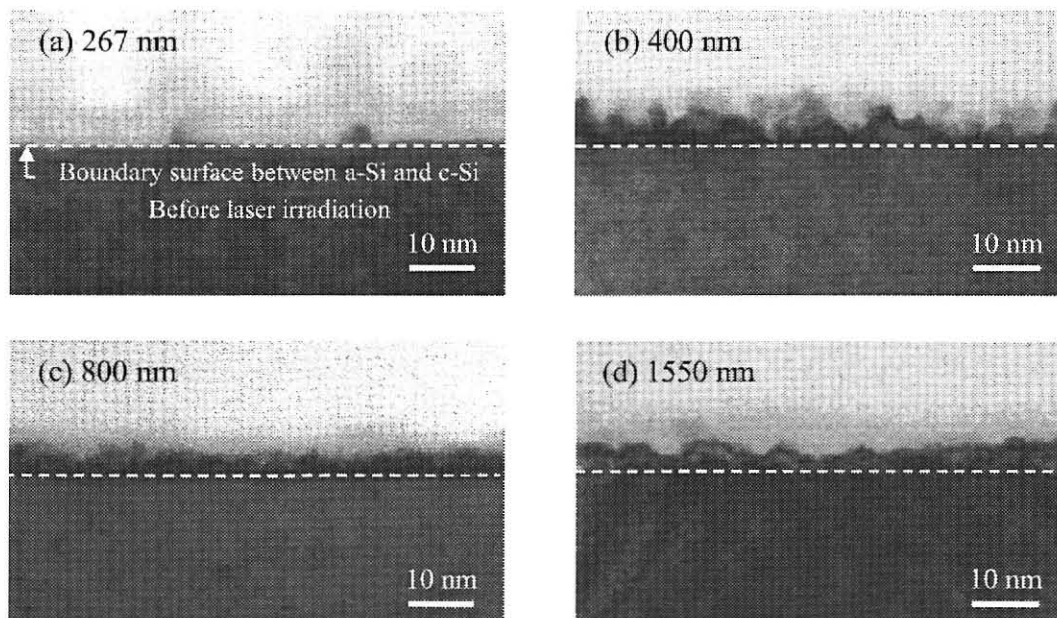 (a) 267 nm
Boundary surface between a-Si and c-Si
Before laser irradiation
10 nm
(b) 400 nm
10 nm
(c) 800 nm
10 nm
(d) 1550 nm
10 nm